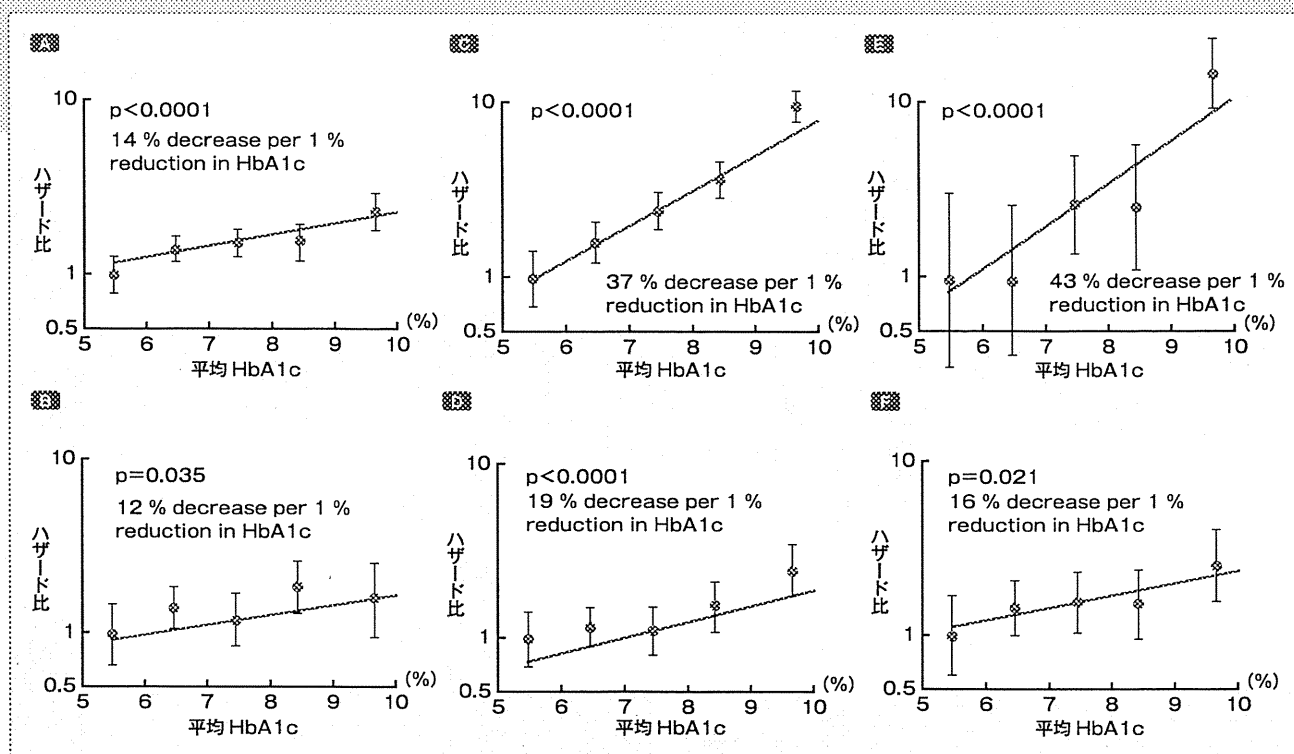 A
10
p<0.0001
14 % decrease per 1 %
reduction in HbA1c
ハザード比
1
0.5
5 6 7 8 9 10 (%)
平均 HbA1c
C
10
p<0.0001
ハザード比
1
37 % decrease per 1 %
reduction in HbA1c
0.5
5 6 7 8 9 10 (%)
平均 HbA1c
E
10
p<0.0001
ハザード比
1
43 % decrease per 1 %
reduction in HbA1c
0.5
5 6 7 8 9 10 (%)
平均 HbA1c
B
10
p=0.035
12 % decrease per 1 %
reduction in HbA1c
ハザード比
1
0.5
5 6 7 8 9 10 (%)
平均 HbA1c
D
10
p<0.0001
19 % decrease per 1 %
reduction in HbA1c
ハザード比
1
0.5
5 6 7 8 9 10 (%)
平均 HbA1c
F
10
p=0.021
16 % decrease per 1 %
reduction in HbA1c
ハザード比
1
0.5
5 6 7 8 9 10 (%)
平均 HbA1c